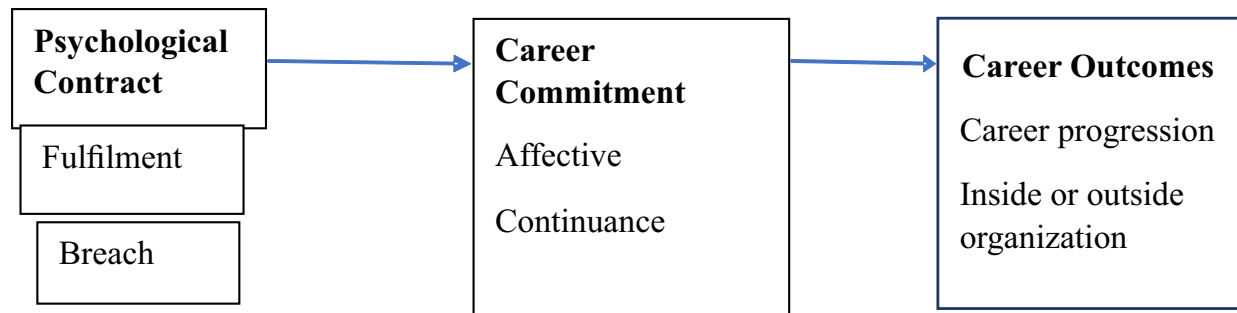 Psychological
Contract
Fulfilment
Breach
Career
Commitment
Affective
Continuance
Career Outcomes
Career progression
Inside or outside
organization